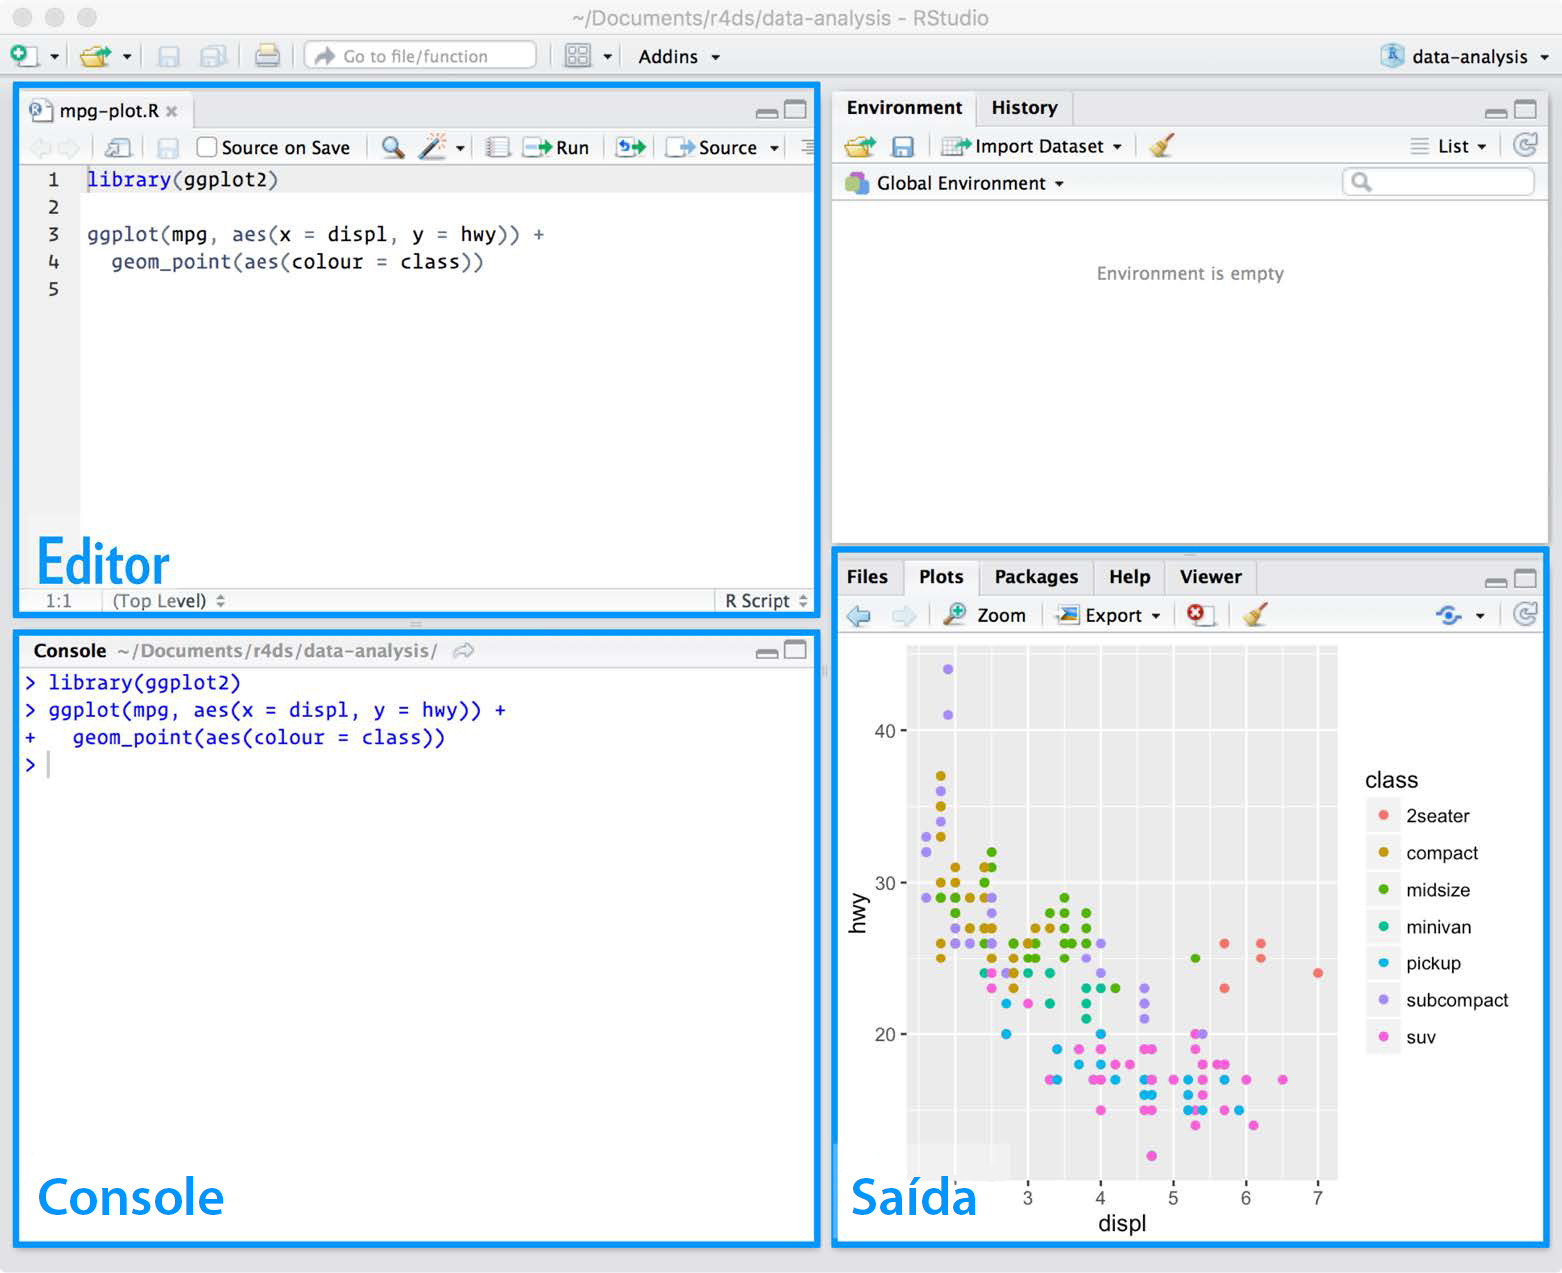 ~/Documents/r4ds/data-analysis - RStudio
Go to file/function
Addins
data-analysis
mpg-plot.R
Source on Save
Run
Source
1 library(ggplot2)
2
3 ggplot(mpg, aes(x = displ, y = hwy)) +
4   geom_point(aes(colour = class))
5
Editor
1:1 (Top Level) R Script
Console ~/Documents/r4ds/data-analysis/
> library(ggplot2)
> ggplot(mpg, aes(x = displ, y = hwy)) +
+   geom_point(aes(colour = class))
>
Console
Environment History
Import Dataset
List
Global Environment
Environment is empty
Files Plots Packages Help Viewer
Zoom Export
40
30
20
hwy
3 4 5 6 7
displ
class
2seater
compact
midsize
minivan
pickup
subcompact
suv
Saída